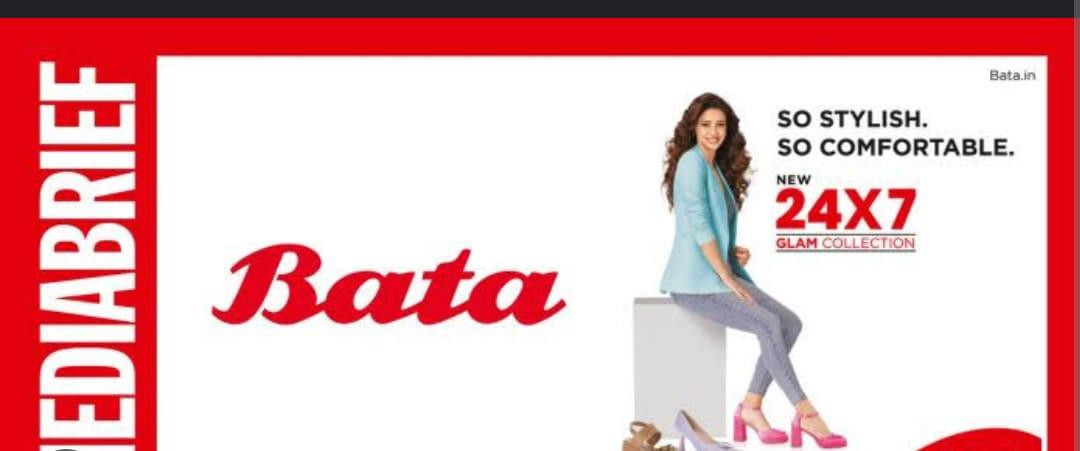 MEDIABRIEF
Bata.in
SO STYLISH.
SO COMFORTABLE.
NEW
24X7
GLAM COLLECTION
Bata